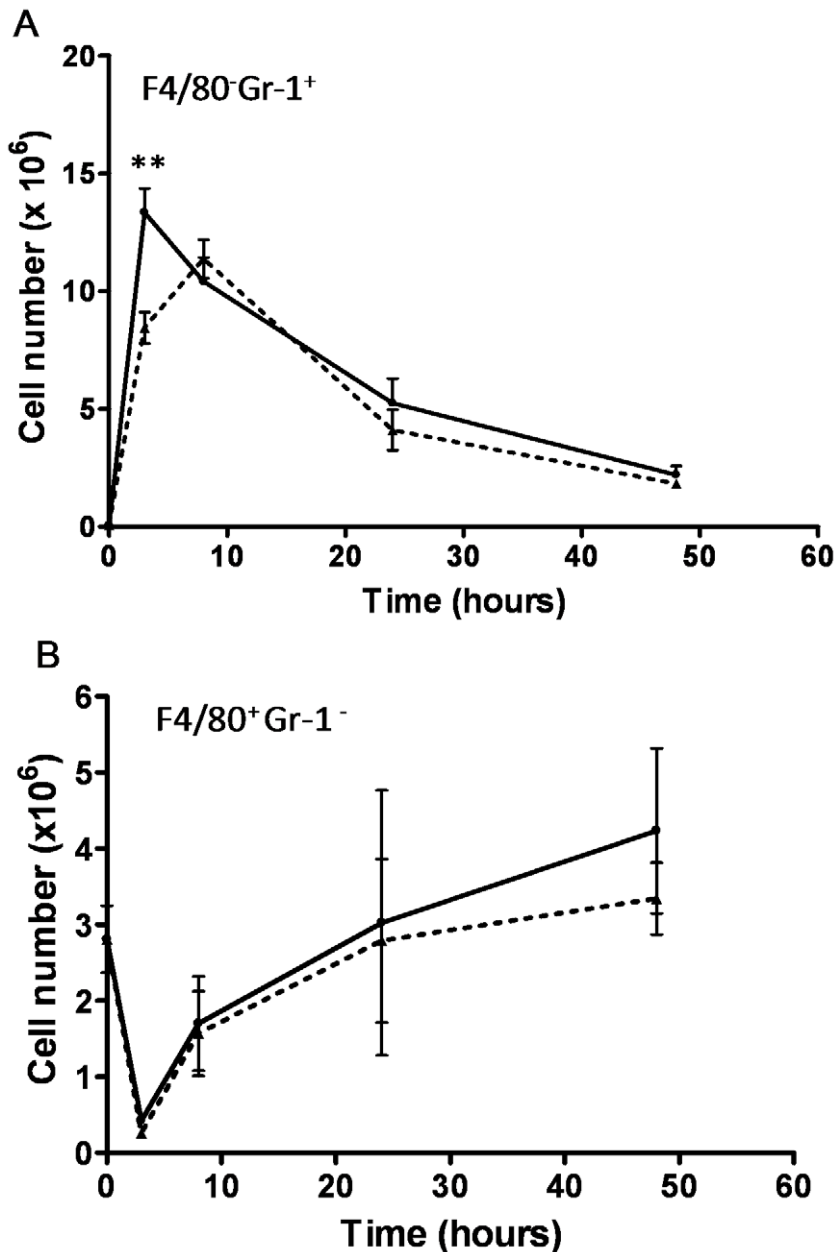 A
20
F4/80⁻Gr-1⁺
**
15
10
5
0
Cell number (x 10⁶)
0 10 20 30 40 50 60
Time (hours)
B
6
F4/80⁺Gr-1⁻
5
4
3
2
1
0
Cell number (x10⁶)
0 10 20 30 40 50 60
Time (hours)